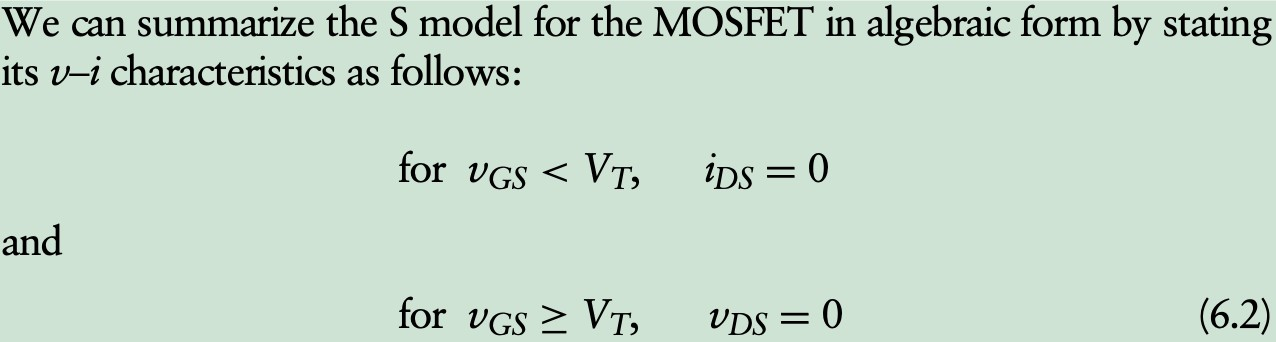 We can summarize the S model for the MOSFET in algebraic form by stating
its v–i characteristics as follows:
for v_GS < V_T,   i_DS = 0
and
for v_GS ≥ V_T,   v_DS = 0   (6.2)